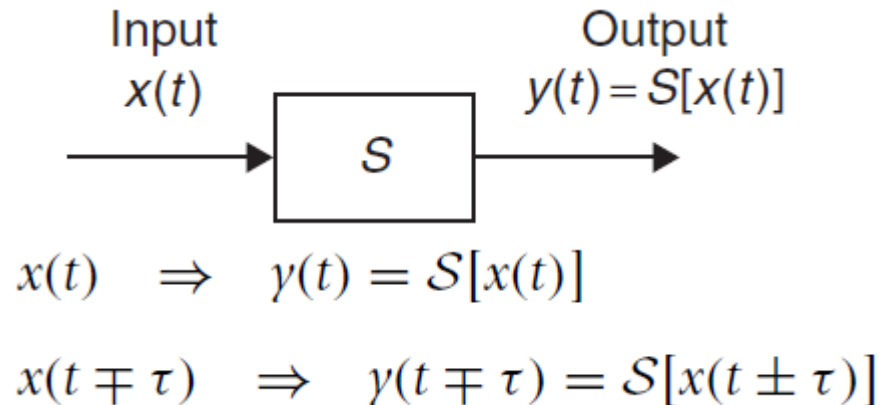 Input Output
x(t) y(t) = S[x(t)]
S
x(t) ⇒ y(t) = S[x(t)]
x(t ∓ τ) ⇒ y(t ∓ τ) = S[x(t ± τ)]